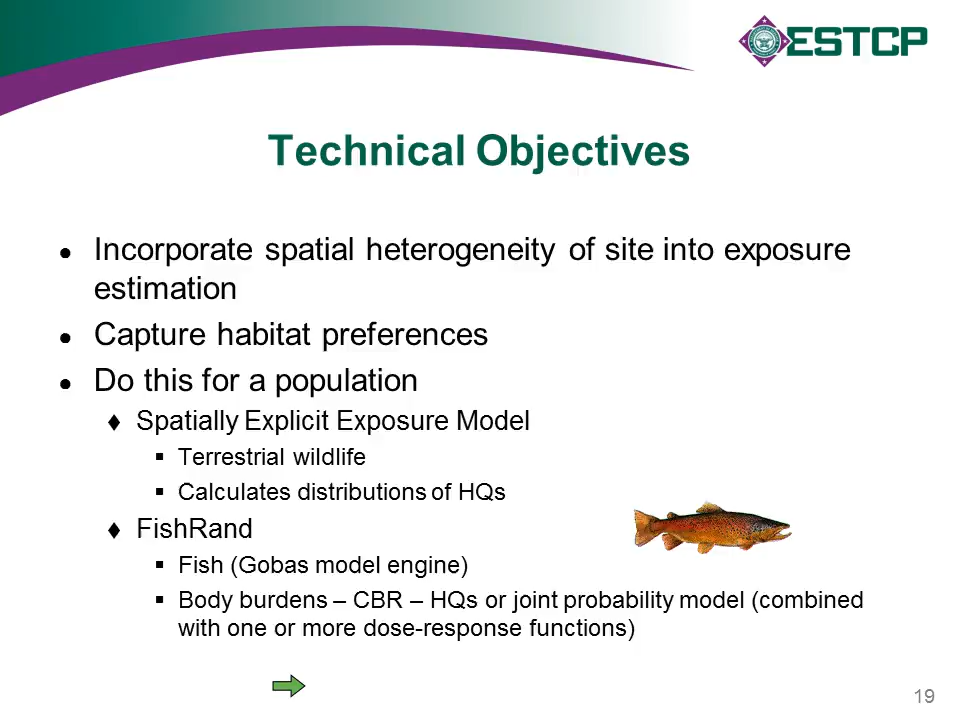 ESTCP
Technical Objectives
● Incorporate spatial heterogeneity of site into exposure
estimation
● Capture habitat preferences
● Do this for a population
♦ Spatially Explicit Exposure Model
▪ Terrestrial wildlife
▪ Calculates distributions of HQs
♦ FishRand
▪ Fish (Gobas model engine)
▪ Body burdens – CBR – HQs or joint probability model (combined
with one or more dose-response functions)
19